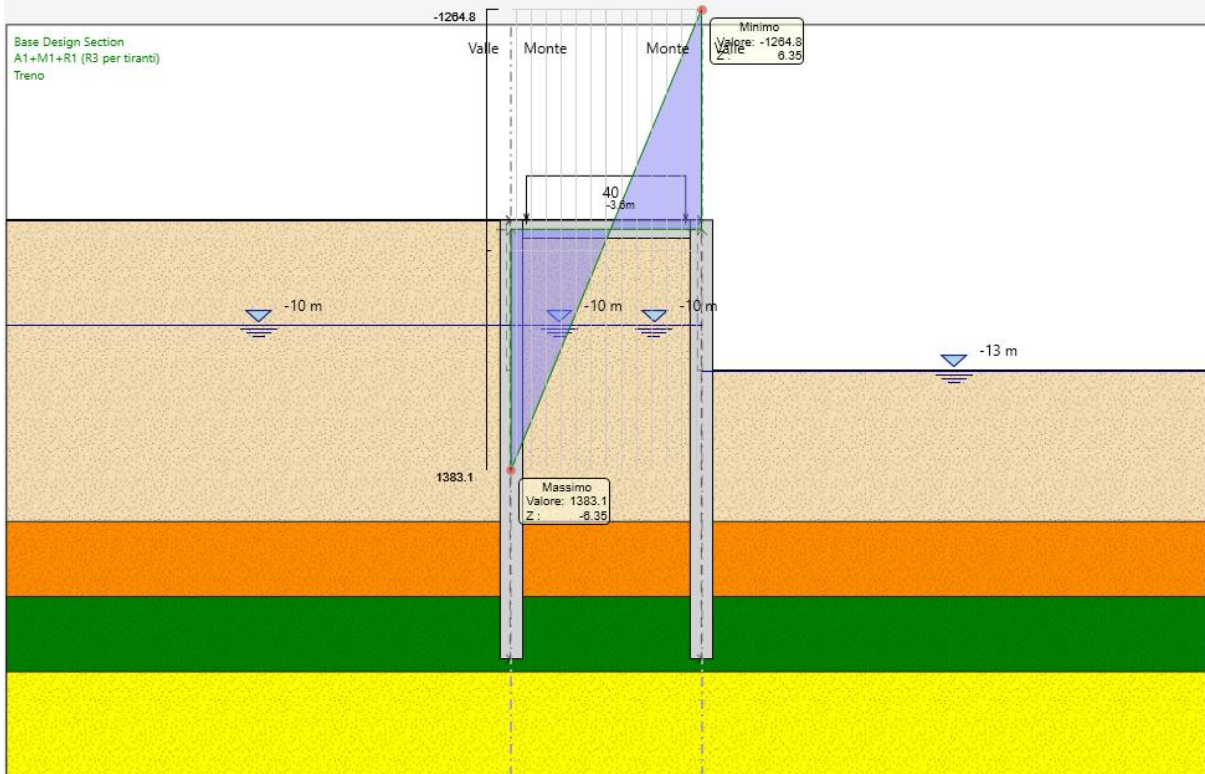 -1264.8
Base Design Section
A1+M1+R1 (R3 per tiranti)
Treno
Valle
Monte
Monte
Valle
Minimo
Valore: -1264.8
Z : 6.35
40
-3.6m
-10 m
-10 m
-10 m
-13 m
1383.1
Massimo
Valore: 1383.1
Z : -6.35